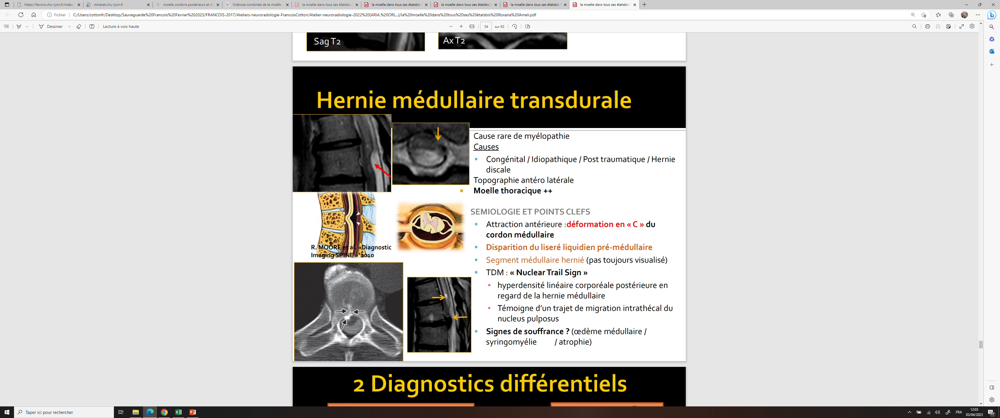 https://favoris.chu-lyon.fr/index.
intranet.chu-lyon.fr
moelle cordons postéireurs et de
Sclérose combinée de la moelle
la moelle dans tous ses étatsbis
la moelle dans tous ses étatsbis
la moelle dans tous ses étatsbis
la moelle dans tous ses étatsbis
la moelle dans tous ses étatsbis
Fichier
C:/Users/cottonfr/Desktop/Sauveguarde%20Francois%20Fevrier%202023/FRANCOIS-2017/Ateliers-neuroradologie-FrancoisCotton/Atelier-neuroradiologie-2022%20(ARIA,%20ORL...)/la%20moelle%20dans%20tous%20ses%20étatsbis%20Roxana%20Ameli.pdf
Dessiner
Lecture à voix haute
54 sur 63
Sag T2
Ax T2
Hernie médullaire transdurale
Cause rare de myélopathie
Causes
Congénital / Idiopathique / Post traumatique / Hernie
discale
Topographie antéro latérale
Moelle thoracique ++
SEMIOLOGIE ET POINTS CLEFS
Attraction antérieure :déformation en « C » du
cordon médullaire
Disparition du liseré liquidien pré-médullaire
Segment médullaire hernié (pas toujours visualisé)
TDM : « Nuclear Trail Sign »
hyperdensité linéaire corporéale postérieure en
regard de la hernie médullaire
Témoigne d'un trajet de migration intrathécal du
nucleus pulposus
Signes de souffrance ? (œdème médullaire /
syringomyélie / atrophie)
R. MOORE et al. «Diagnostic
Imaging SPINE » 2010
2 Diagnostics différentiels
Taper ici pour rechercher
FRA
12:03
03/04/2023
17